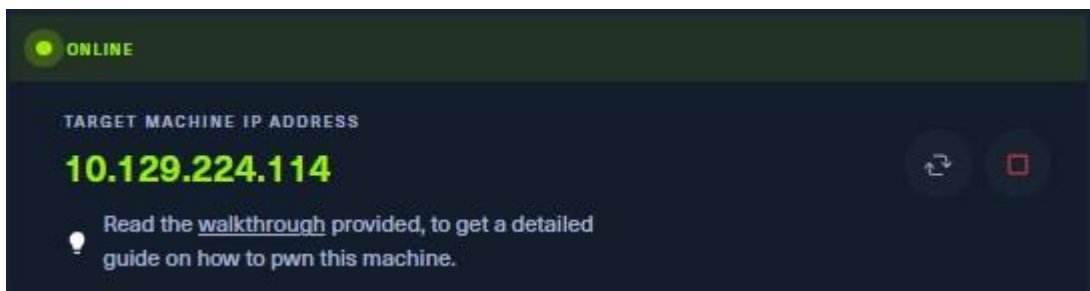 ONLINE
TARGET MACHINE IP ADDRESS
10.129.224.114
Read the walkthrough provided, to get a detailed
guide on how to pwn this machine.